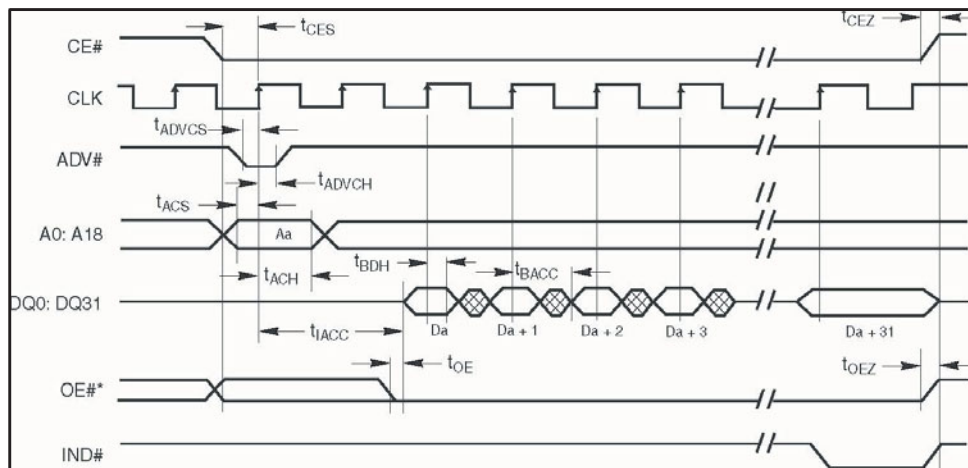 tCES
tCEZ
CE#
CLK
tADVCS
ADV#
tADVCH
tACS
A0: A18
Aa
tACH
tBDH
tBACC
DQ0: DQ31
Da
Da + 1
Da + 2
Da + 3
Da + 31
tIACC
tOE
tOEZ
OE#*
IND#